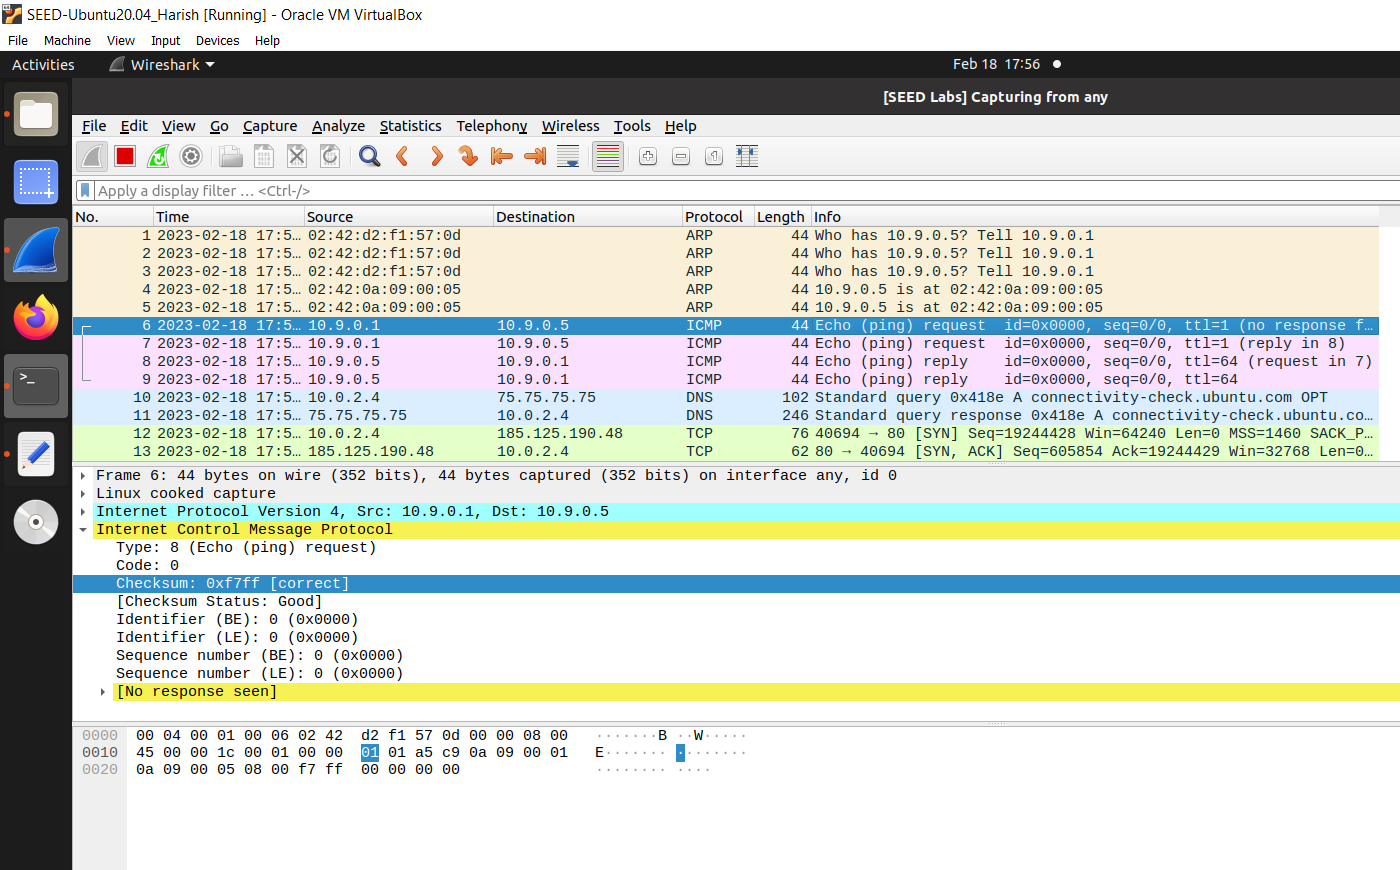 SEED-Ubuntu20.04_Harish [Running] - Oracle VM VirtualBox
File Machine View Input Devices Help
Activities Wireshark Feb 18 17:56
[SEED Labs] Capturing from any
File Edit View Go Capture Analyze Statistics Telephony Wireless Tools Help
Apply a display filter … <Ctrl-/>
No. Time Source Destination Protocol Length Info
1 2023-02-18 17:5… 02:42:d2:f1:57:0d ARP 44 Who has 10.9.0.5? Tell 10.9.0.1
2 2023-02-18 17:5… 02:42:d2:f1:57:0d ARP 44 Who has 10.9.0.5? Tell 10.9.0.1
3 2023-02-18 17:5… 02:42:d2:f1:57:0d ARP 44 Who has 10.9.0.5? Tell 10.9.0.1
4 2023-02-18 17:5… 02:42:0a:09:00:05 ARP 44 10.9.0.5 is at 02:42:0a:09:00:05
5 2023-02-18 17:5… 02:42:0a:09:00:05 ARP 44 10.9.0.5 is at 02:42:0a:09:00:05
6 2023-02-18 17:5… 10.9.0.1 10.9.0.5 ICMP 44 Echo (ping) request id=0x0000, seq=0/0, ttl=1 (no response f…
7 2023-02-18 17:5… 10.9.0.1 10.9.0.5 ICMP 44 Echo (ping) request id=0x0000, seq=0/0, ttl=1 (reply in 8)
8 2023-02-18 17:5… 10.9.0.5 10.9.0.1 ICMP 44 Echo (ping) reply id=0x0000, seq=0/0, ttl=64 (request in 7)
9 2023-02-18 17:5… 10.9.0.5 10.9.0.1 ICMP 44 Echo (ping) reply id=0x0000, seq=0/0, ttl=64
10 2023-02-18 17:5… 10.0.2.4 75.75.75.75 DNS 102 Standard query 0x418e A connectivity-check.ubuntu.com OPT
11 2023-02-18 17:5… 75.75.75.75 10.0.2.4 DNS 246 Standard query response 0x418e A connectivity-check.ubuntu.co…
12 2023-02-18 17:5… 10.0.2.4 185.125.190.48 TCP 76 40694 → 80 [SYN] Seq=19244428 Win=64240 Len=0 MSS=1460 SACK_P…
13 2023-02-18 17:5… 185.125.190.48 10.0.2.4 TCP 62 80 → 40694 [SYN, ACK] Seq=605854 Ack=19244429 Win=32768 Len=0…
Frame 6: 44 bytes on wire (352 bits), 44 bytes captured (352 bits) on interface any, id 0
Linux cooked capture
Internet Protocol Version 4, Src: 10.9.0.1, Dst: 10.9.0.5
Internet Control Message Protocol
Type: 8 (Echo (ping) request)
Code: 0
Checksum: 0xf7ff [correct]
[Checksum Status: Good]
Identifier (BE): 0 (0x0000)
Identifier (LE): 0 (0x0000)
Sequence number (BE): 0 (0x0000)
Sequence number (LE): 0 (0x0000)
[No response seen]
0000 00 04 00 01 00 06 02 42 d2 f1 57 0d 00 00 08 00 ·······B ··W·····
0010 45 00 00 1c 00 01 00 00 01 01 a5 c9 0a 09 00 01 E······· ········
0020 0a 09 00 05 08 00 f7 ff 00 00 00 00 ········ ····